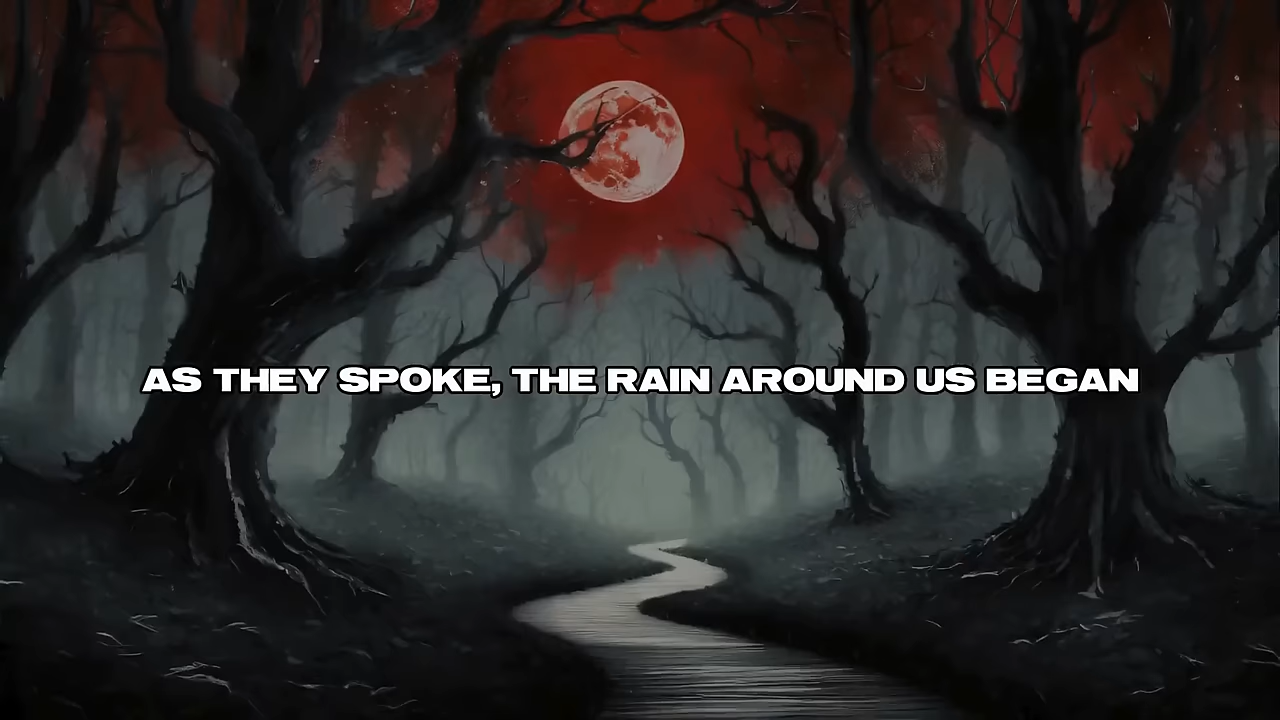 AS THEY SPOKE, THE RAIN AROUND US BEGAN